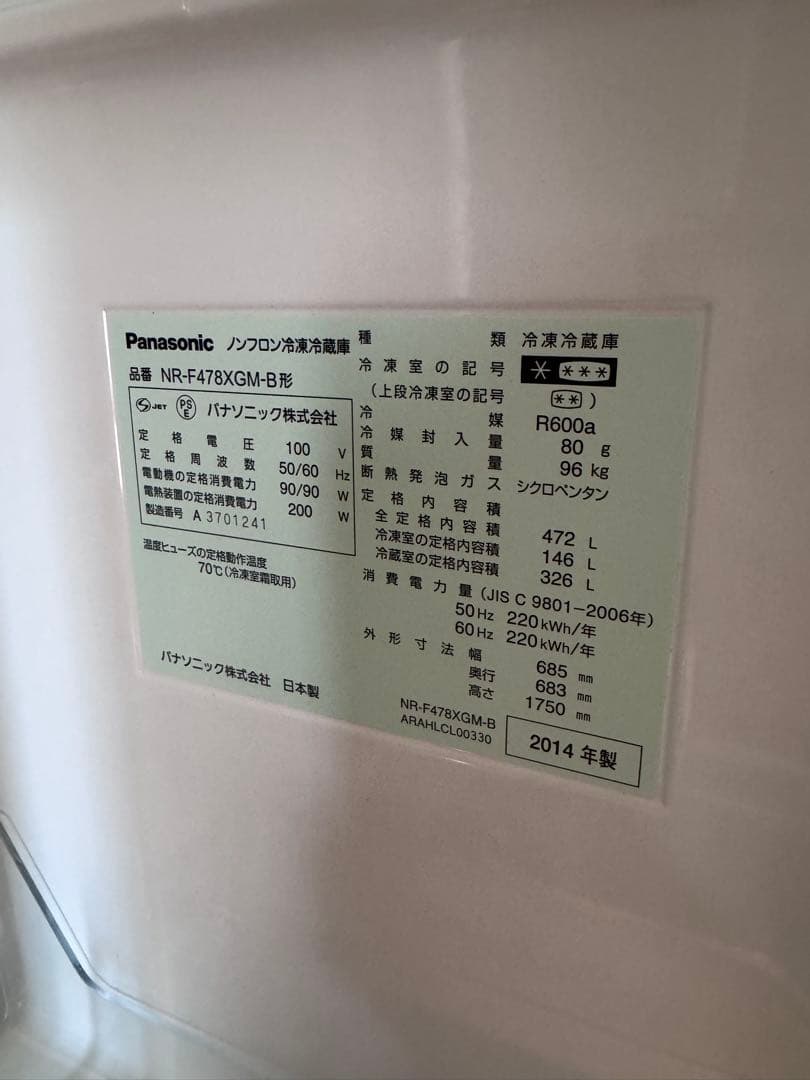 Panasonic ノンフロン冷凍冷蔵庫
品番 NR-F478XGM-B形
S JET PS E パナソニック株式会社
定格電圧 100 V
定格周波数 50/60 Hz
電動機の定格消費電力 90/90 W
電熱装置の定格消費電力 200 W
製造番号 A 3701241
温度ヒューズの定格動作温度
70℃(冷凍室霜取用)
パナソニック株式会社 日本製
種類 冷凍冷蔵庫
冷凍室の記号 * ***
(上段冷凍室の記号 ** )
冷媒 R600a
冷媒封入量 80 g
質量 96 kg
断熱発泡ガス シクロペンタン
定格内容積
全定格内容積 472 L
冷凍室の定格内容積 146 L
冷蔵室の定格内容積 326 L
消費電力量(JIS C 9801-2006年)
50Hz 220kWh/年
60Hz 220kWh/年
外形寸法 幅 685 mm
奥行 683 mm
高さ 1750 mm
NR-F478XGM-B
ARAHLCL00330
2014年製